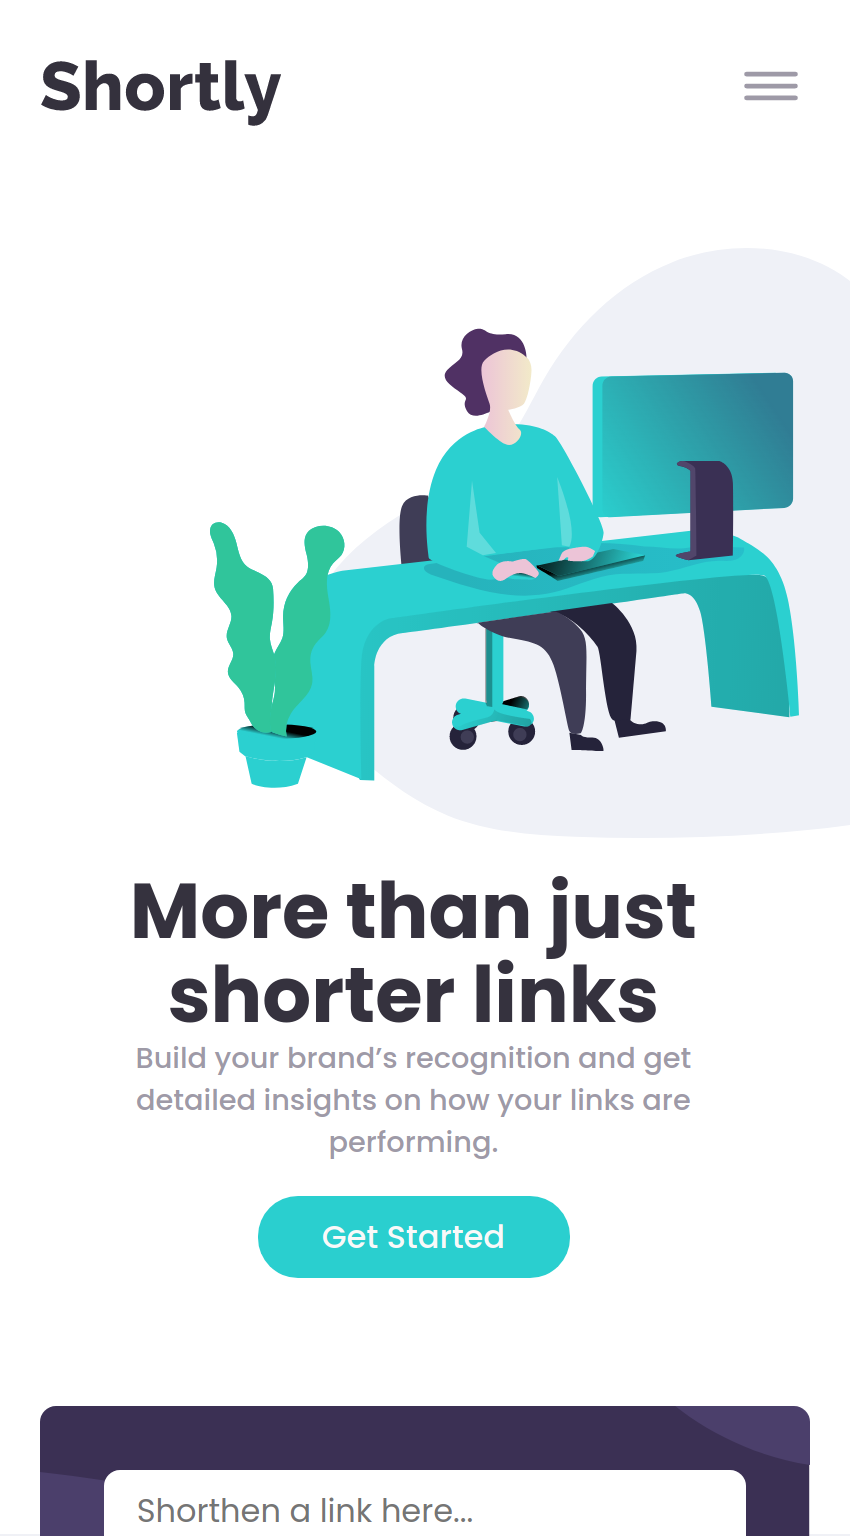 Shortly
More than just
shorter links
Build your brand’s recognition and get
detailed insights on how your links are
performing.
Get Started
Shorthen a link here...